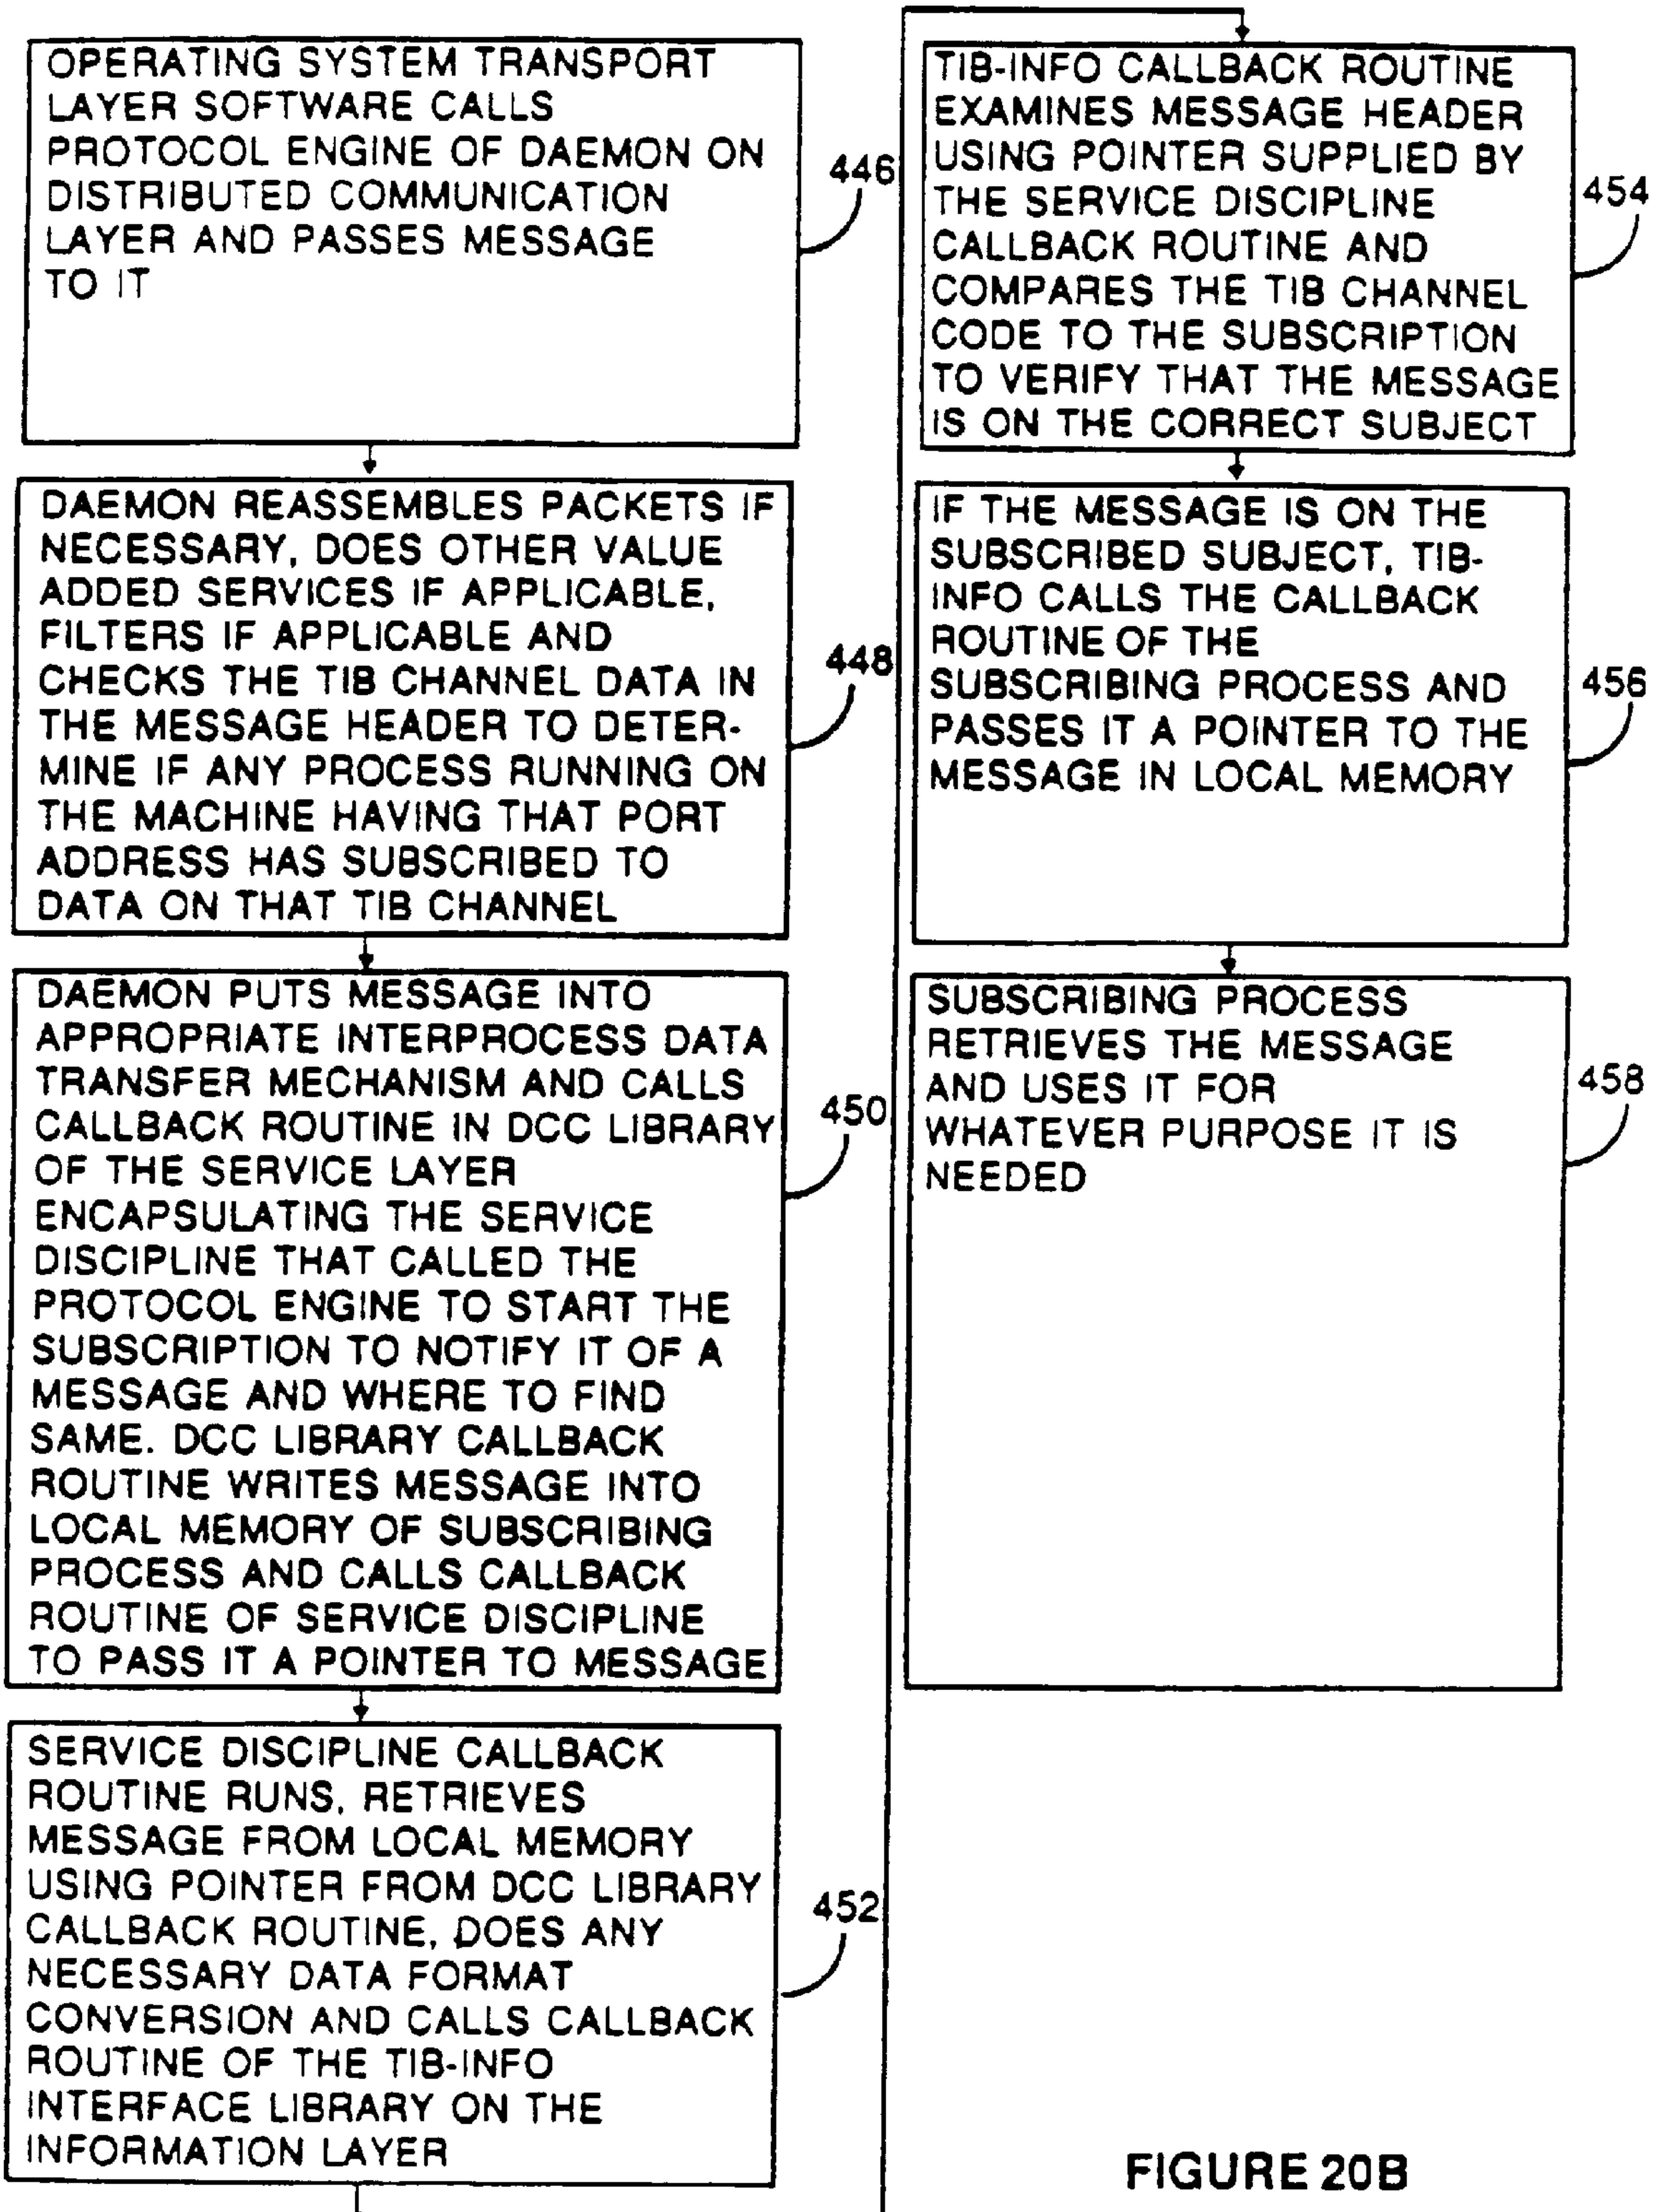 OPERATING SYSTEM TRANSPORT
LAYER SOFTWARE CALLS
PROTOCOL ENGINE OF DAEMON ON
DISTRIBUTED COMMUNICATION
LAYER AND PASSES MESSAGE
TO IT
446
DAEMON REASSEMBLES PACKETS IF
NECESSARY, DOES OTHER VALUE
ADDED SERVICES IF APPLICABLE,
FILTERS IF APPLICABLE AND
CHECKS THE TIB CHANNEL DATA IN
THE MESSAGE HEADER TO DETER-
MINE IF ANY PROCESS RUNNING ON
THE MACHINE HAVING THAT PORT
ADDRESS HAS SUBSCRIBED TO
DATA ON THAT TIB CHANNEL
448
DAEMON PUTS MESSAGE INTO
APPROPRIATE INTERPROCESS DATA
TRANSFER MECHANISM AND CALLS
CALLBACK ROUTINE IN DCC LIBRARY
OF THE SERVICE LAYER
ENCAPSULATING THE SERVICE
DISCIPLINE THAT CALLED THE
PROTOCOL ENGINE TO START THE
SUBSCRIPTION TO NOTIFY IT OF A
MESSAGE AND WHERE TO FIND
SAME. DCC LIBRARY CALLBACK
ROUTINE WRITES MESSAGE INTO
LOCAL MEMORY OF SUBSCRIBING
PROCESS AND CALLS CALLBACK
ROUTINE OF SERVICE DISCIPLINE
TO PASS IT A POINTER TO MESSAGE
450
SERVICE DISCIPLINE CALLBACK
ROUTINE RUNS, RETRIEVES
MESSAGE FROM LOCAL MEMORY
USING POINTER FROM DCC LIBRARY
CALLBACK ROUTINE, DOES ANY
NECESSARY DATA FORMAT
CONVERSION AND CALLS CALLBACK
ROUTINE OF THE TIB-INFO
INTERFACE LIBRARY ON THE
INFORMATION LAYER
452
TIB-INFO CALLBACK ROUTINE
EXAMINES MESSAGE HEADER
USING POINTER SUPPLIED BY
THE SERVICE DISCIPLINE
CALLBACK ROUTINE AND
COMPARES THE TIB CHANNEL
CODE TO THE SUBSCRIPTION
TO VERIFY THAT THE MESSAGE
IS ON THE CORRECT SUBJECT
454
IF THE MESSAGE IS ON THE
SUBSCRIBED SUBJECT, TIB-
INFO CALLS THE CALLBACK
ROUTINE OF THE
SUBSCRIBING PROCESS AND
PASSES IT A POINTER TO THE
MESSAGE IN LOCAL MEMORY
456
SUBSCRIBING PROCESS
RETRIEVES THE MESSAGE
AND USES IT FOR
WHATEVER PURPOSE IT IS
NEEDED
458
FIGURE 20B